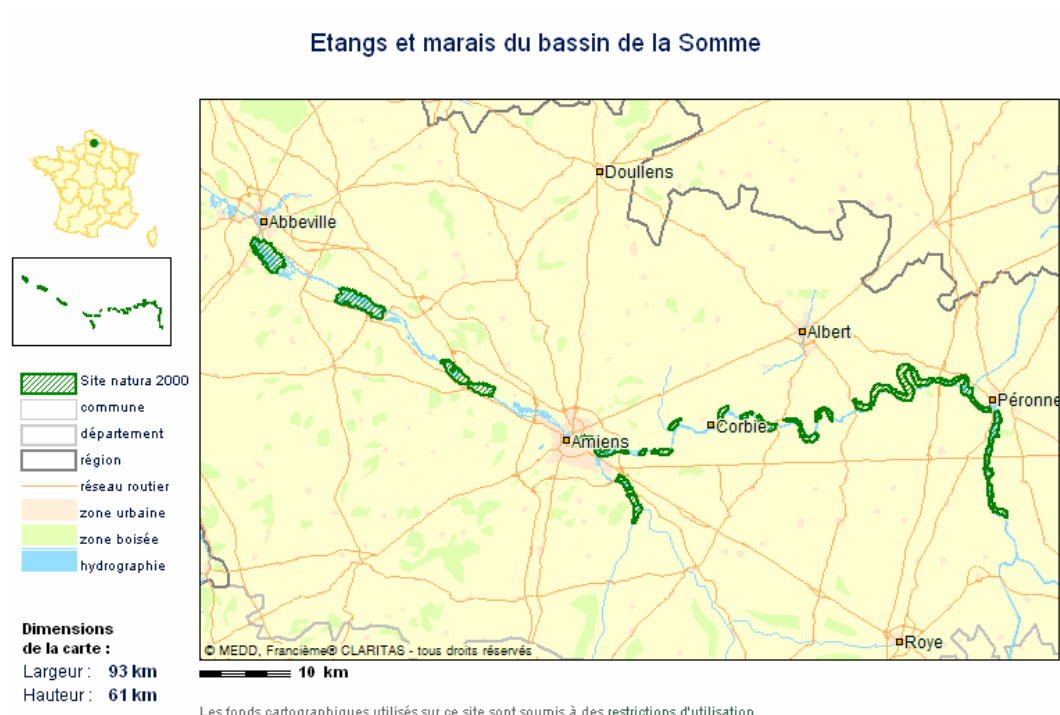 Etangs et marais du bassin de la Somme
Doullens
Abbeville
Albert
Péronne
Corbie
Amiens
Roye
© MEDD, Francième® CLARITAS - tous droits réservés
Site natura 2000
commune
département
région
réseau routier
zone urbaine
zone boisée
hydrographie
Dimensions
de la carte :
Largeur : 93 km
Hauteur : 61 km
10 km
Les fonds cartographiques utilisés sur ce site sont soumis à des restrictions d'utilisation.